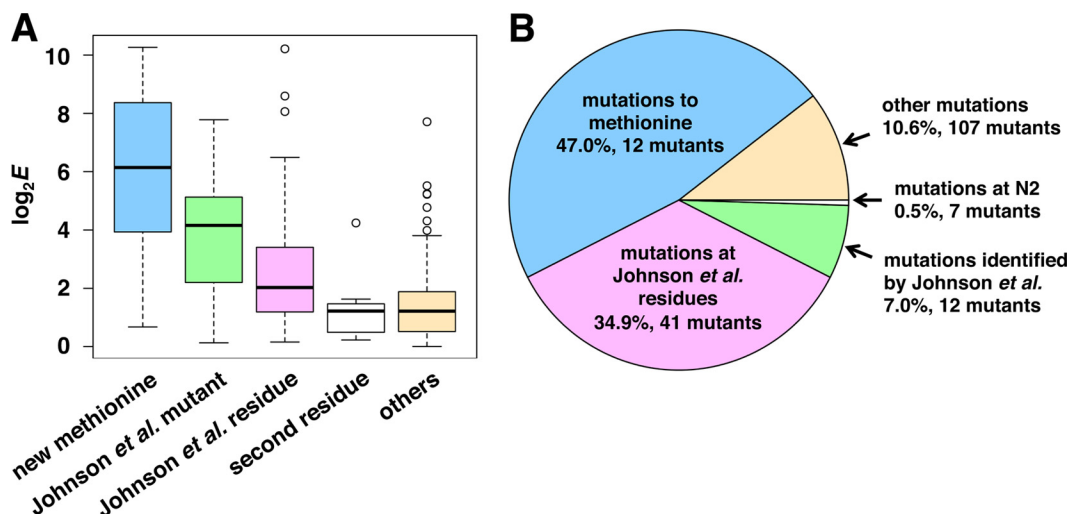 A
log2E
10
8
6
4
2
0
new methionine
Johnson et al. mutant
Johnson et al. residue
second residue
others
B
mutations to
methionine
47.0%, 12 mutants
other mutations
10.6%, 107 mutants
mutations at N2
0.5%, 7 mutants
mutations identified
by Johnson et al.
7.0%, 12 mutants
mutations at
Johnson et al.
residues
34.9%, 41 mutants